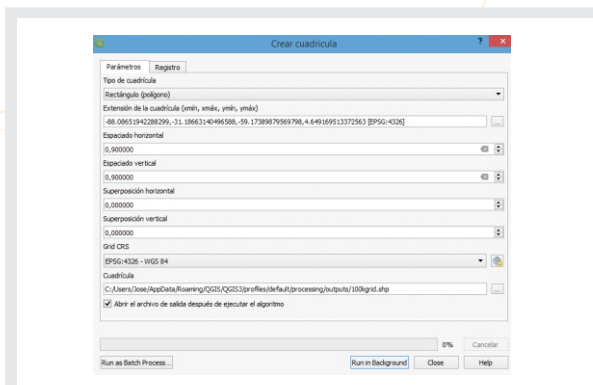 Crear cuadrícula
?
x
Parámetros Registro
Tipo de cuadrícula
Rectángulo (polígono)
Extensión de la cuadrícula (xmín, xmáx, ymín, ymáx)
-88.08651942288299,-31.18663140496588,-59.17389879569798,4.649169513372563 [EPSG:4326]
...
Espaciado horizontal
0,900000
Espaciado vertical
0,900000
Superposición horizontal
0,000000
Superposición vertical
0,000000
Grid CRS
EPSG:4326 - WGS 84
Cuadrícula
C:/Users/Jose/AppData/Roaming/QGIS/QGIS3/profiles/default/processing/outputs/100kgrid.shp
...
Abrir el archivo de salida después de ejecutar el algoritmo
0% Cancelar
Run as Batch Process... Run in Background Close Help